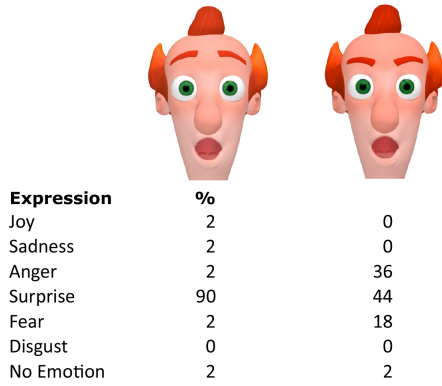 Expression %
Joy 2 0
Sadness 2 0
Anger 2 36
Surprise 90 44
Fear 2 18
Disgust 0 0
No Emotion 2 2